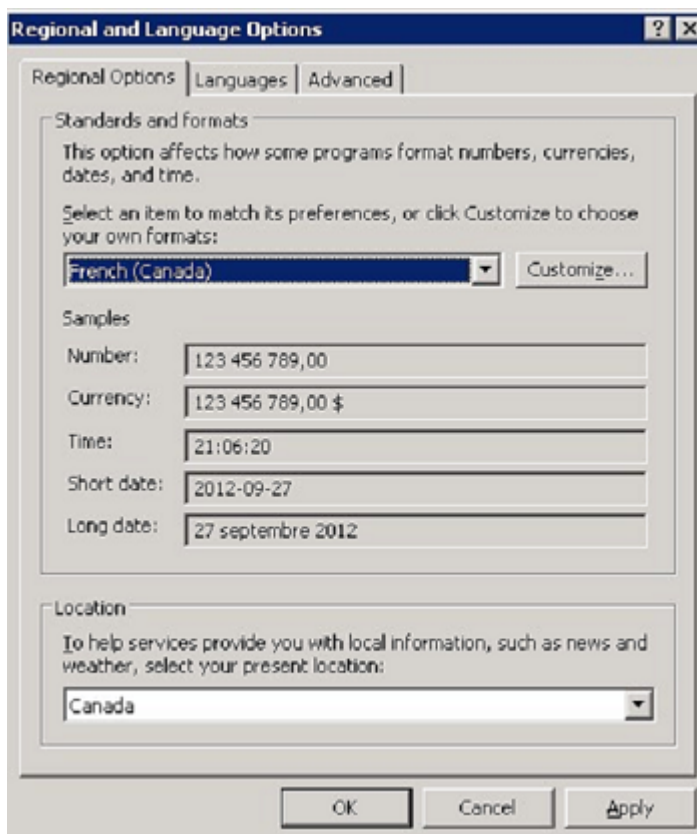 Regional and Language Options
Regional Options
Languages
Advanced
Standards and formats
This option affects how some programs format numbers, currencies,
dates, and time.
Select an item to match its preferences, or click Customize to choose
your own formats:
French (Canada)
Customize...
Samples
Number:
123 456 789,00
Currency:
123 456 789,00 $
Time:
21:06:20
Short date:
2012-09-27
Long date:
27 septembre 2012
Location
To help services provide you with local information, such as news and
weather, select your present location:
Canada
OK
Cancel
Apply